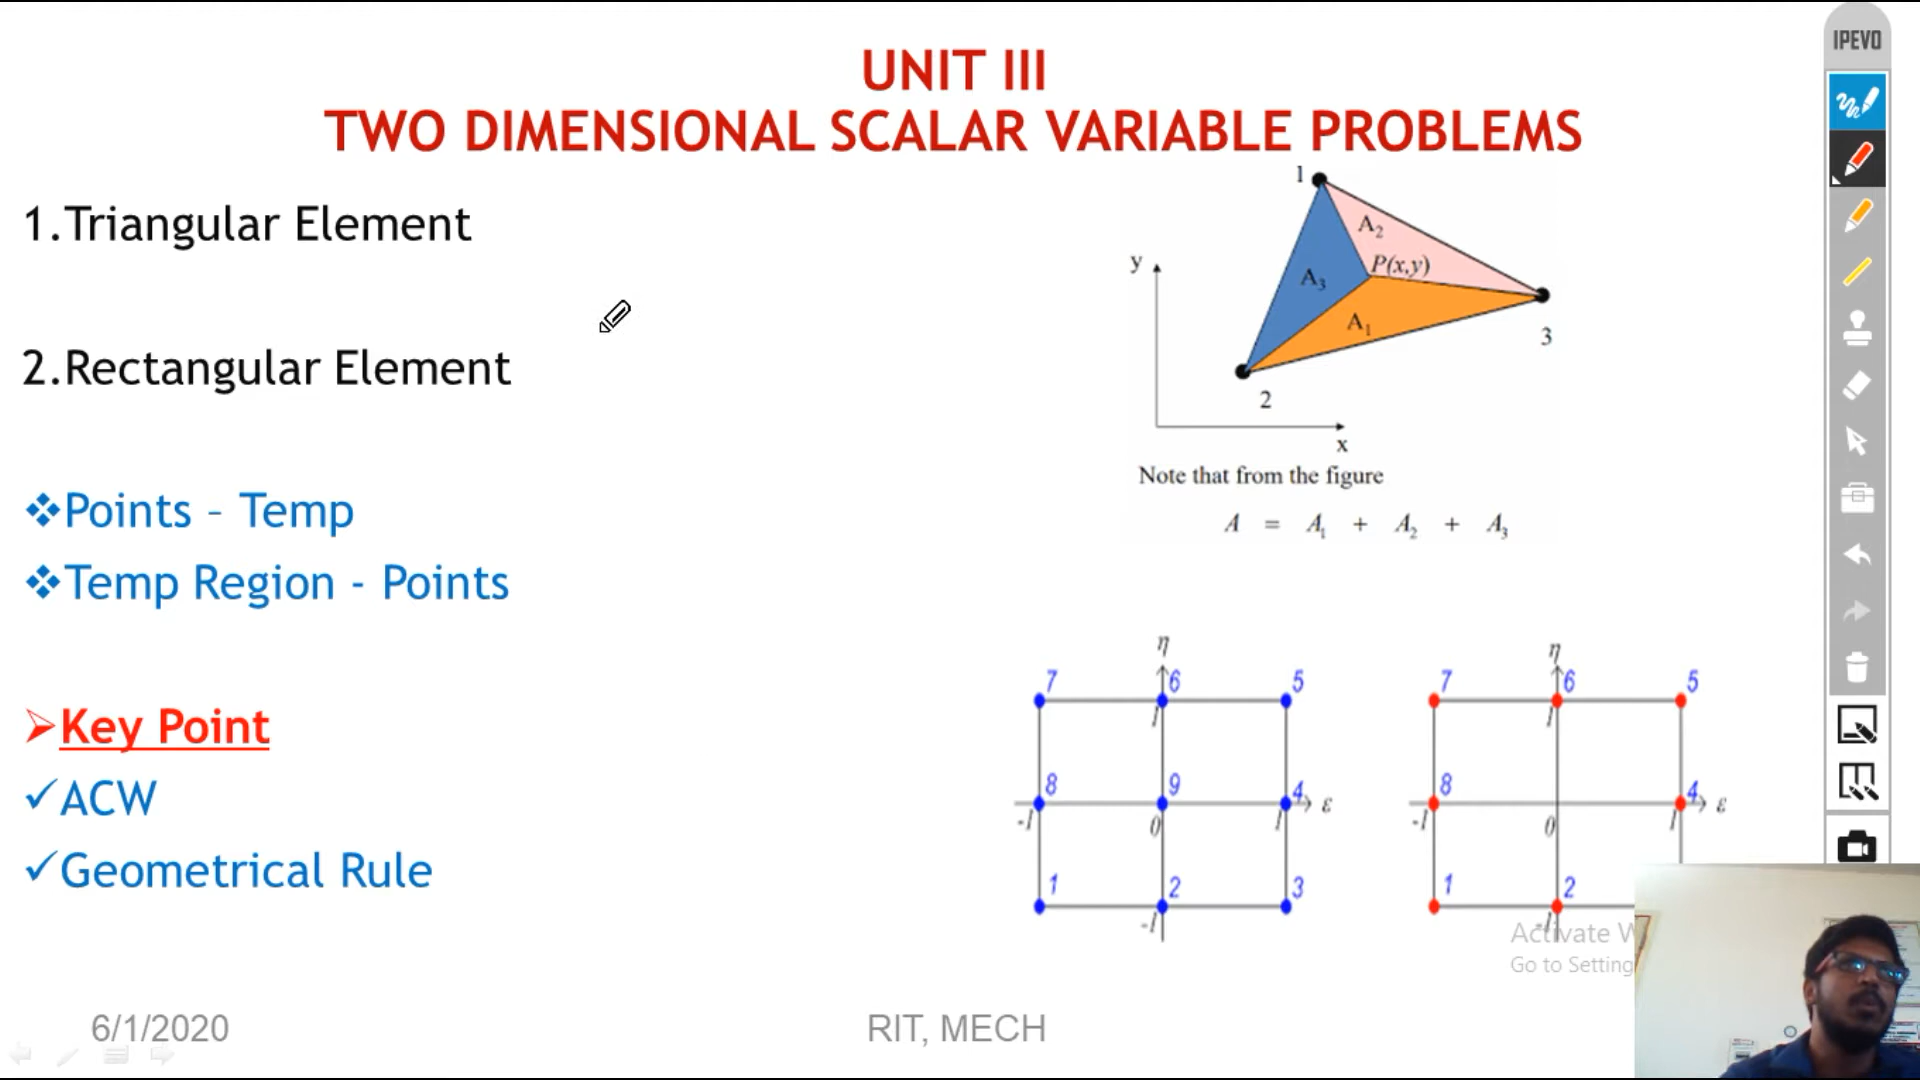 IPEVO
UNIT III
TWO DIMENSIONAL SCALAR VARIABLE PROBLEMS
1.Triangular Element
2.Rectangular Element
❖Points – Temp
❖Temp Region - Points
➢Key Point
✓ACW
✓Geometrical Rule
1
A2
P(x,y)
y
A3
A1
3
2
x
Note that from the figure
A = A1 + A2 + A3
η
7 6 5
1
8 9 4 ε
-1 0 1
1 2 3
-1
η
7 6 5
1
8 4 ε
-1 0 1
1 2
-1
Activate W
Go to Setting
6/1/2020
RIT, MECH